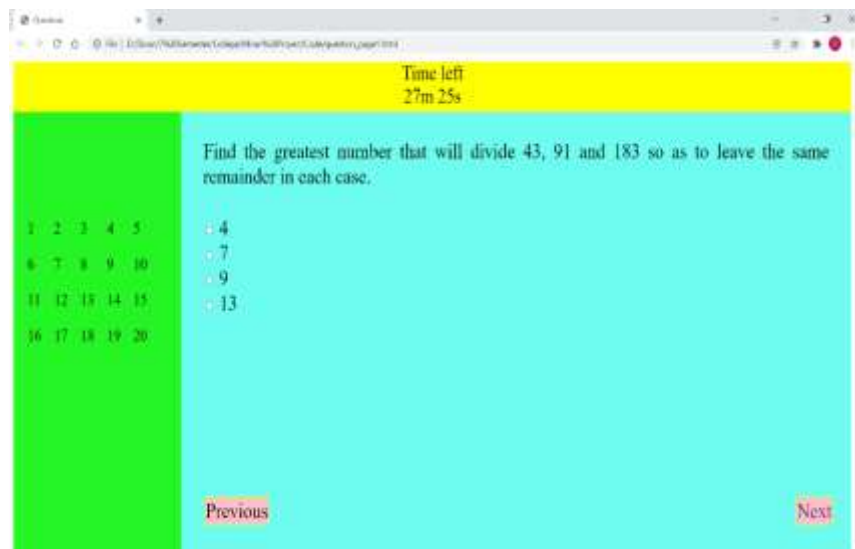 Time left
27m 25s
Find the greatest number that will divide 43, 91 and 183 so as to leave the same
remainder in each case.
1 2 3 4 5
6 7 8 9 10
11 12 13 14 15
16 17 18 19 20
4
7
9
13
Previous
Next